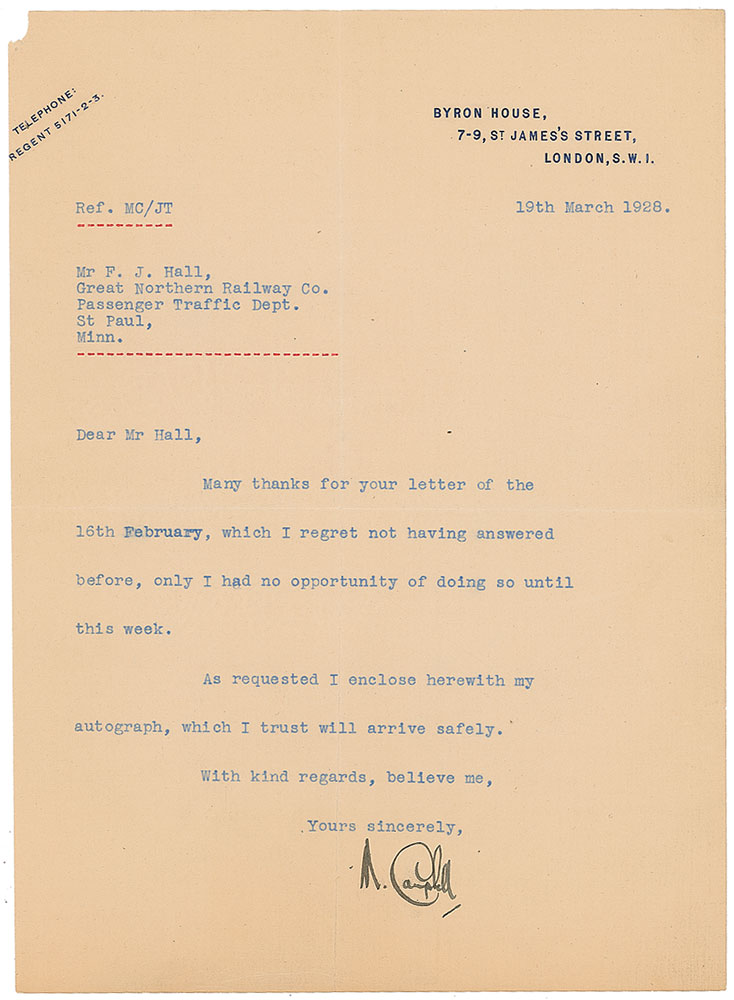 TELEPHONE:
REGENT 5171-2-3.
BYRON HOUSE,
7-9, ST JAMES'S STREET,
LONDON, S.W.1.
Ref. MC/JT
19th March 1928.
Mr F. J. Hall,
Great Northern Railway Co.
Passenger Traffic Dept.
St Paul,
Minn.
Dear Mr Hall,
Many thanks for your letter of the
16th February, which I regret not having answered
before, only I had no opportunity of doing so until
this week.
As requested I enclose herewith my
autograph, which I trust will arrive safely.
With kind regards, believe me,
Yours sincerely,
M. Campbell